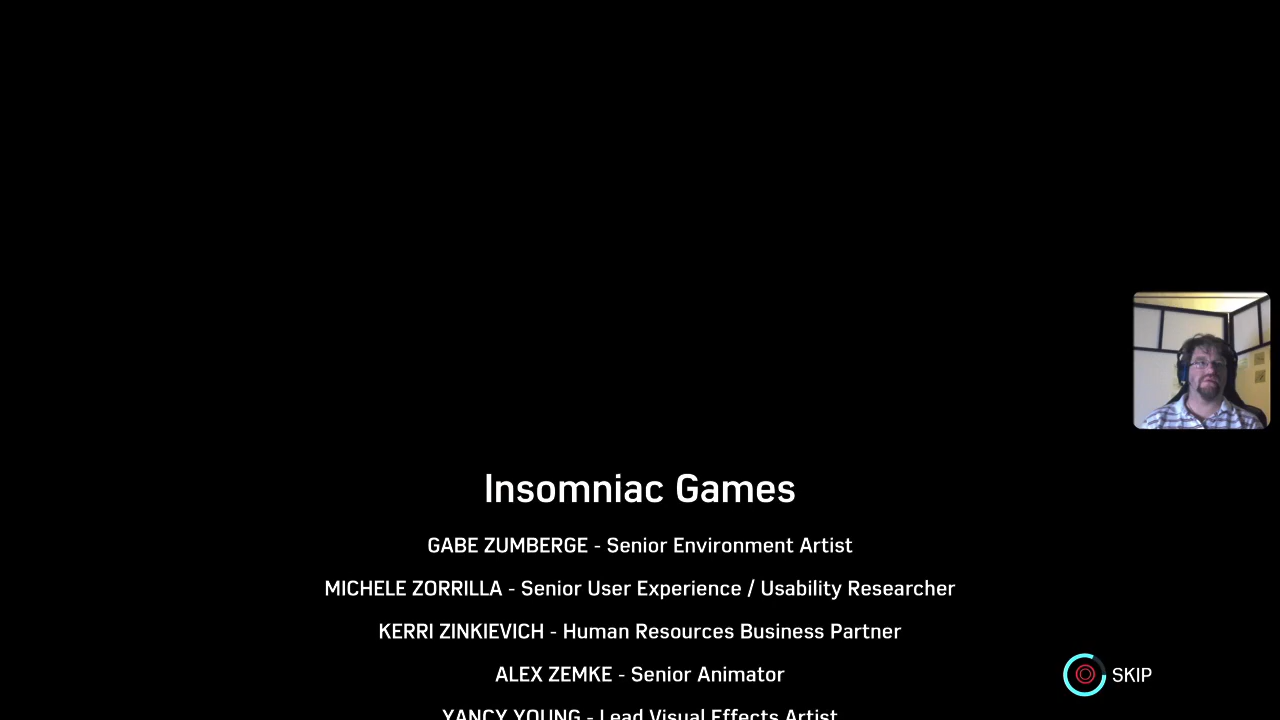 Insomniac Games
GABE ZUMBERGE - Senior Environment Artist
MICHELE ZORRILLA - Senior User Experience / Usability Researcher
KERRI ZINKIEVICH - Human Resources Business Partner
ALEX ZEMKE - Senior Animator
SKIP
YANCY YOUNG - Lead Visual Effects Artist